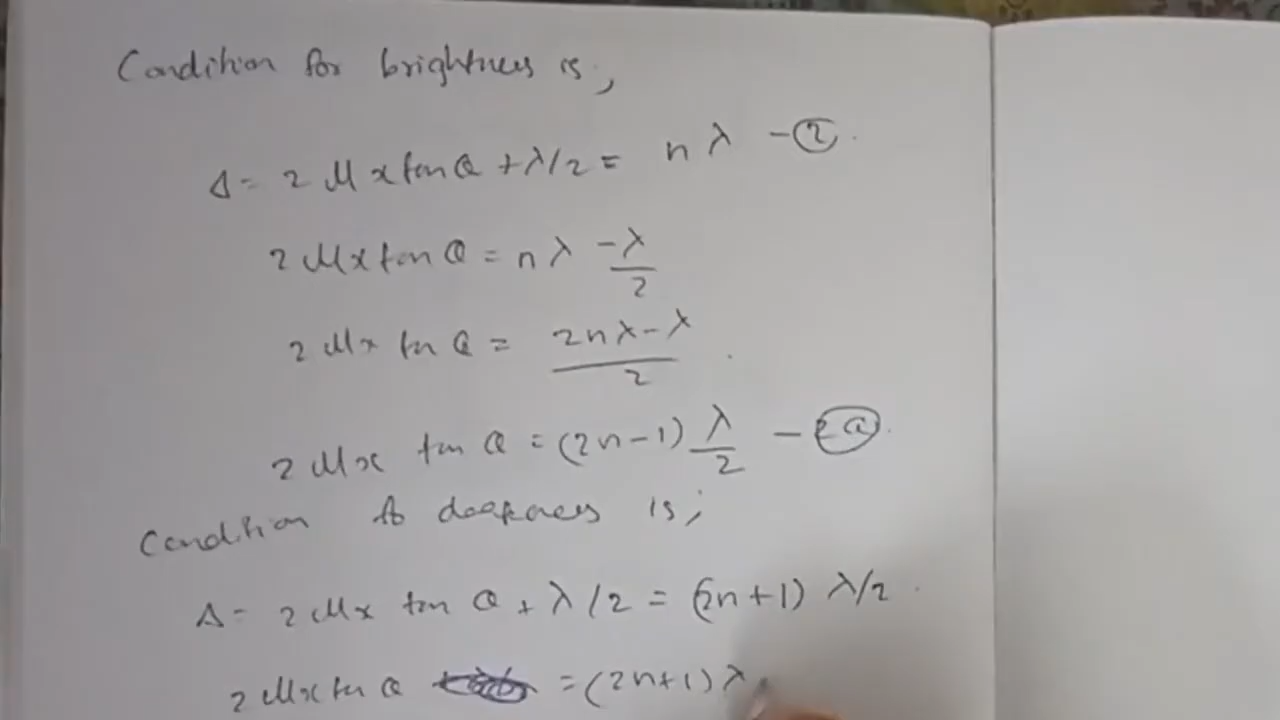 Condition for brightness is,
Δ = 2 μ x tan θ + λ/2 = n λ - ②.
2 μ x tan θ = n λ - λ/2
2 μ x tan θ = (2nλ - λ)/2
2 μ x tan θ = (2n-1) λ/2 - (2a).
Condition for darkness is;
Δ = 2 μ x tan θ + λ/2 = (2n+1) λ/2.
2 μ x tan θ = (2n+1) λ